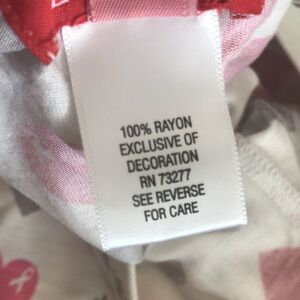 100% RAYON
EXCLUSIVE OF
DECORATION
RN 73277
SEE REVERSE
FOR CARE